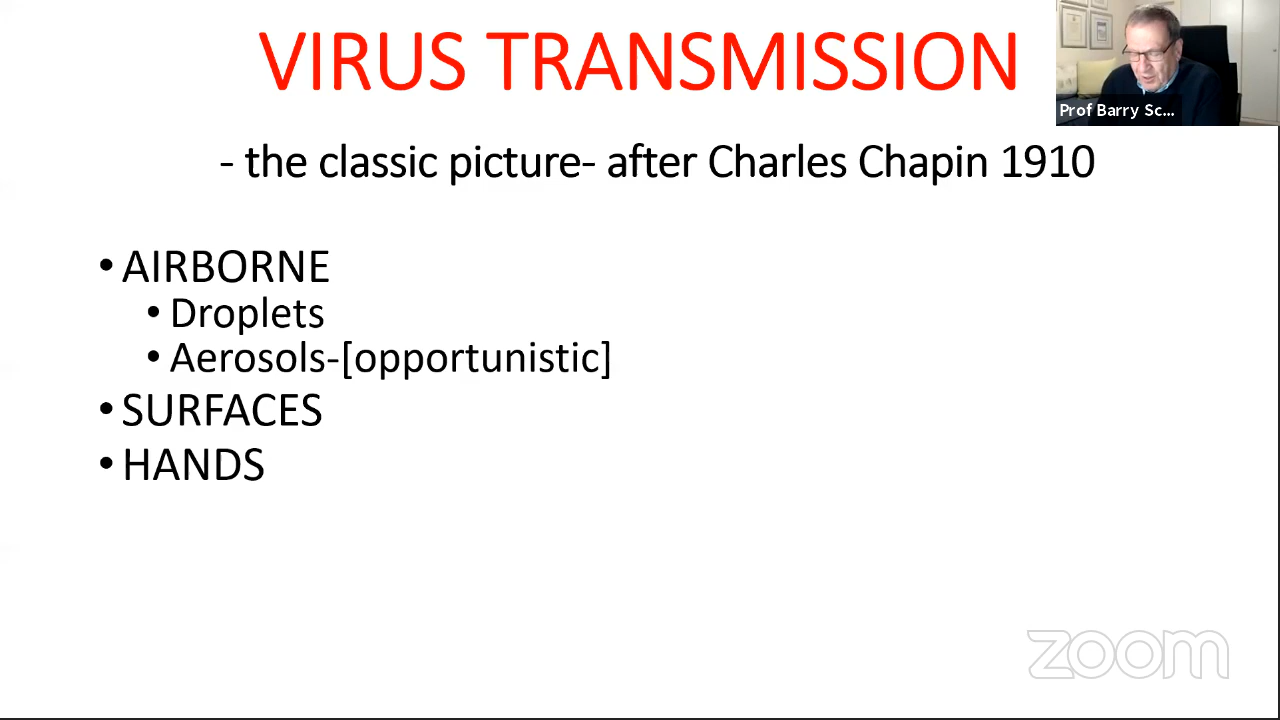 VIRUS TRANSMISSION
Prof Barry Sc...
- the classic picture- after Charles Chapin 1910
• AIRBORNE
• Droplets
• Aerosols-[opportunistic]
• SURFACES
• HANDS
zoom